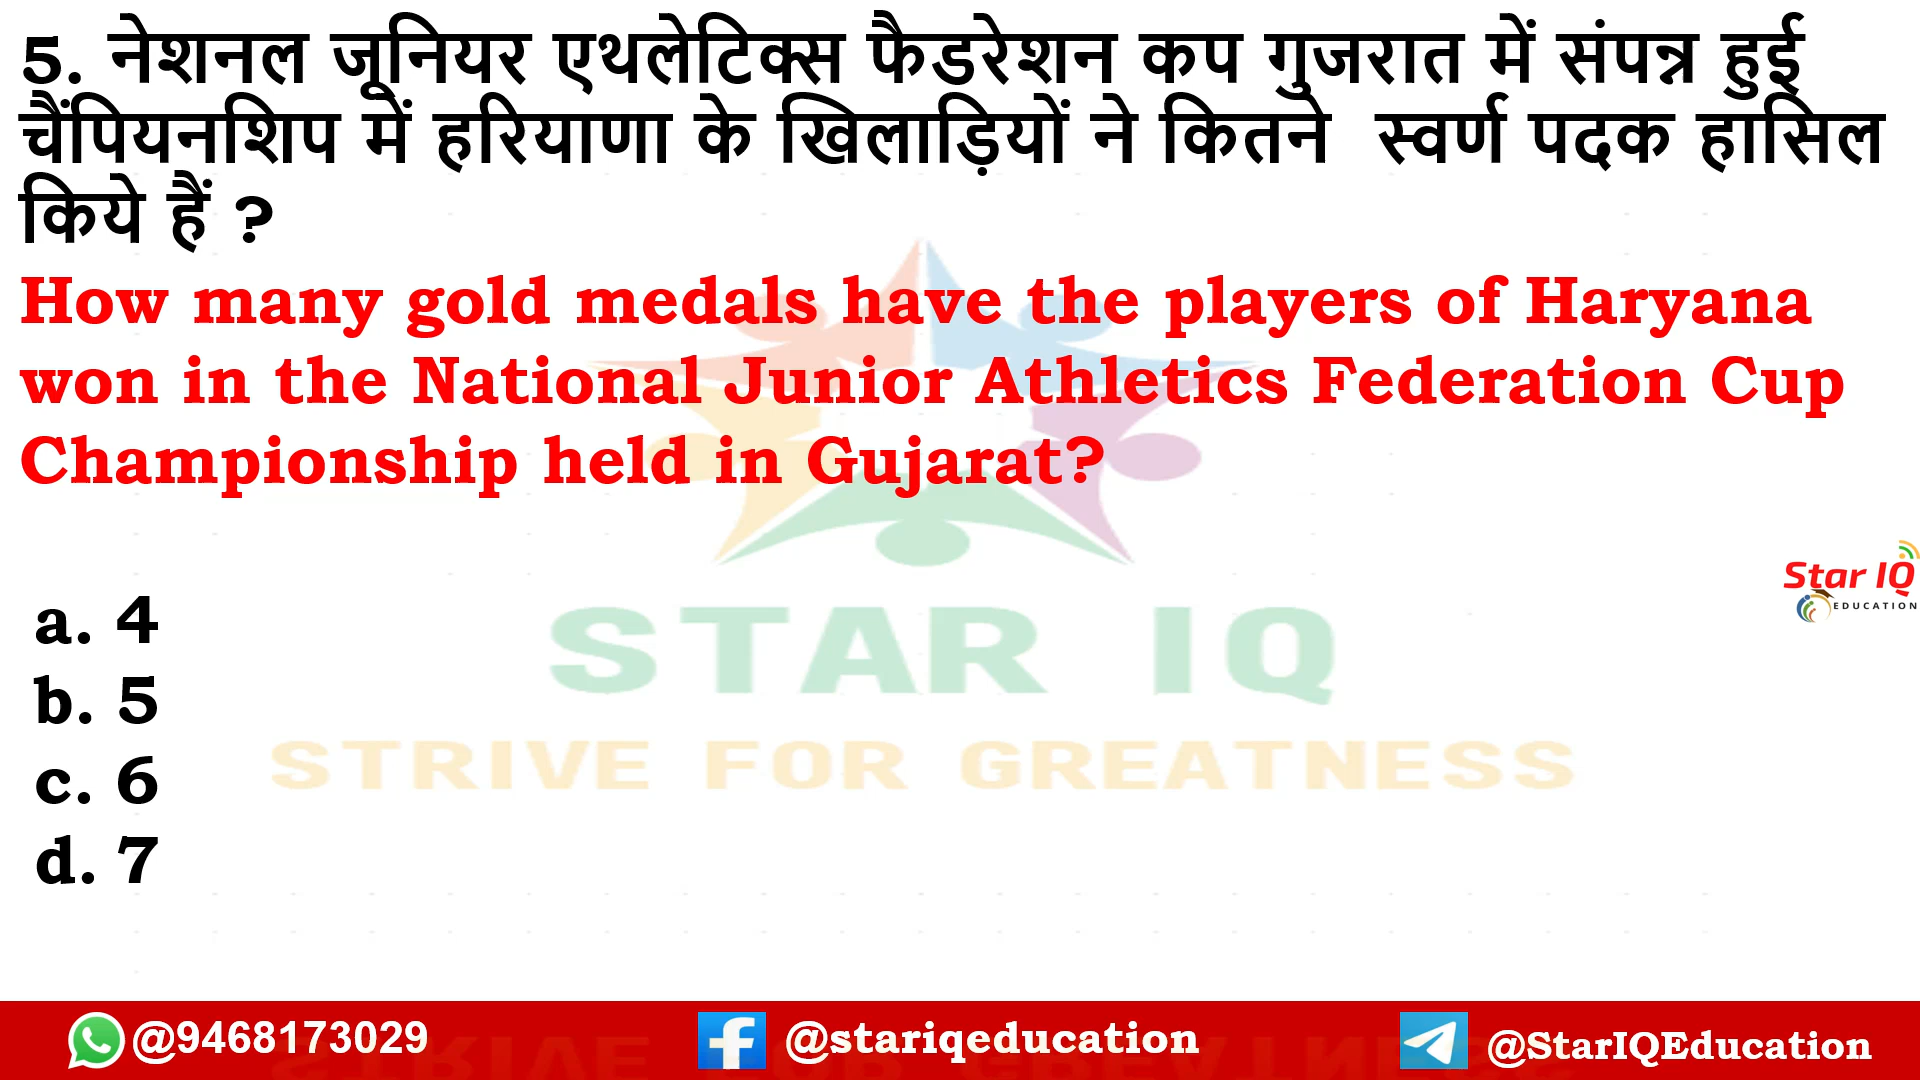 5. नेशनल जूनियर एथलेटिक्स फैडरेशन कप गुजरात में संपन्न हुई
चैंपियनशिप में हरियाणा के खिलाड़ियों ने कितने स्वर्ण पदक हासिल
किये हैं ?
How many gold medals have the players of Haryana
won in the National Junior Athletics Federation Cup
Championship held in Gujarat?
Star IQ
EDUCATION
a. 4
b. 5
c. 6
d. 7
STAR IQ
STRIVE FOR GREATNESS
@9468173029
@stariqeducation
@StarIQEducation